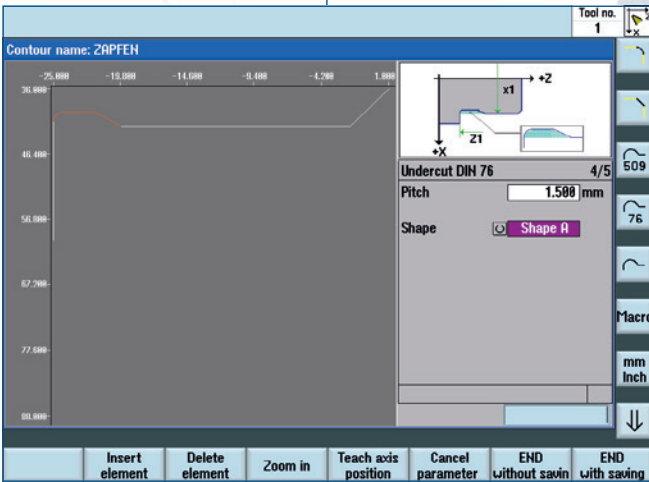 Tool no.
1
Contour name: ZAPFEN
-25.000 -19.800 -14.600 -9.400 -4.200 1.000
36.000
46.400
56.800
67.200
77.600
88.000
+Z
x1
Z1
+X
Undercut DIN 76 4/5
Pitch 1.500 mm
Shape Shape A
509
76
Macro
mm
Inch
Insert
element
Delete
element
Zoom in
Teach axis
position
Cancel
parameter
END
without savin
END
with saving